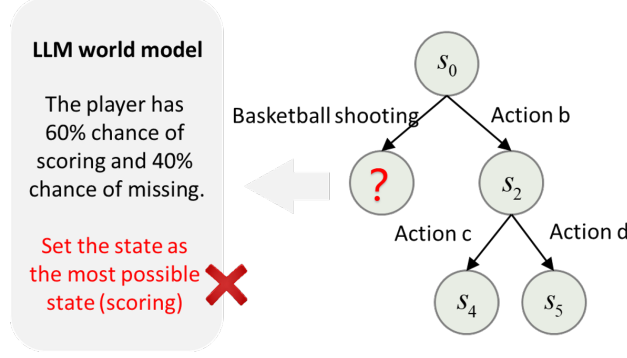 LLM world model
The player has
60% chance of
scoring and 40%
chance of missing.
Set the state as
the most possible
state (scoring)
s0
Basketball shooting
Action b
?
s2
Action c
Action d
s4
s5